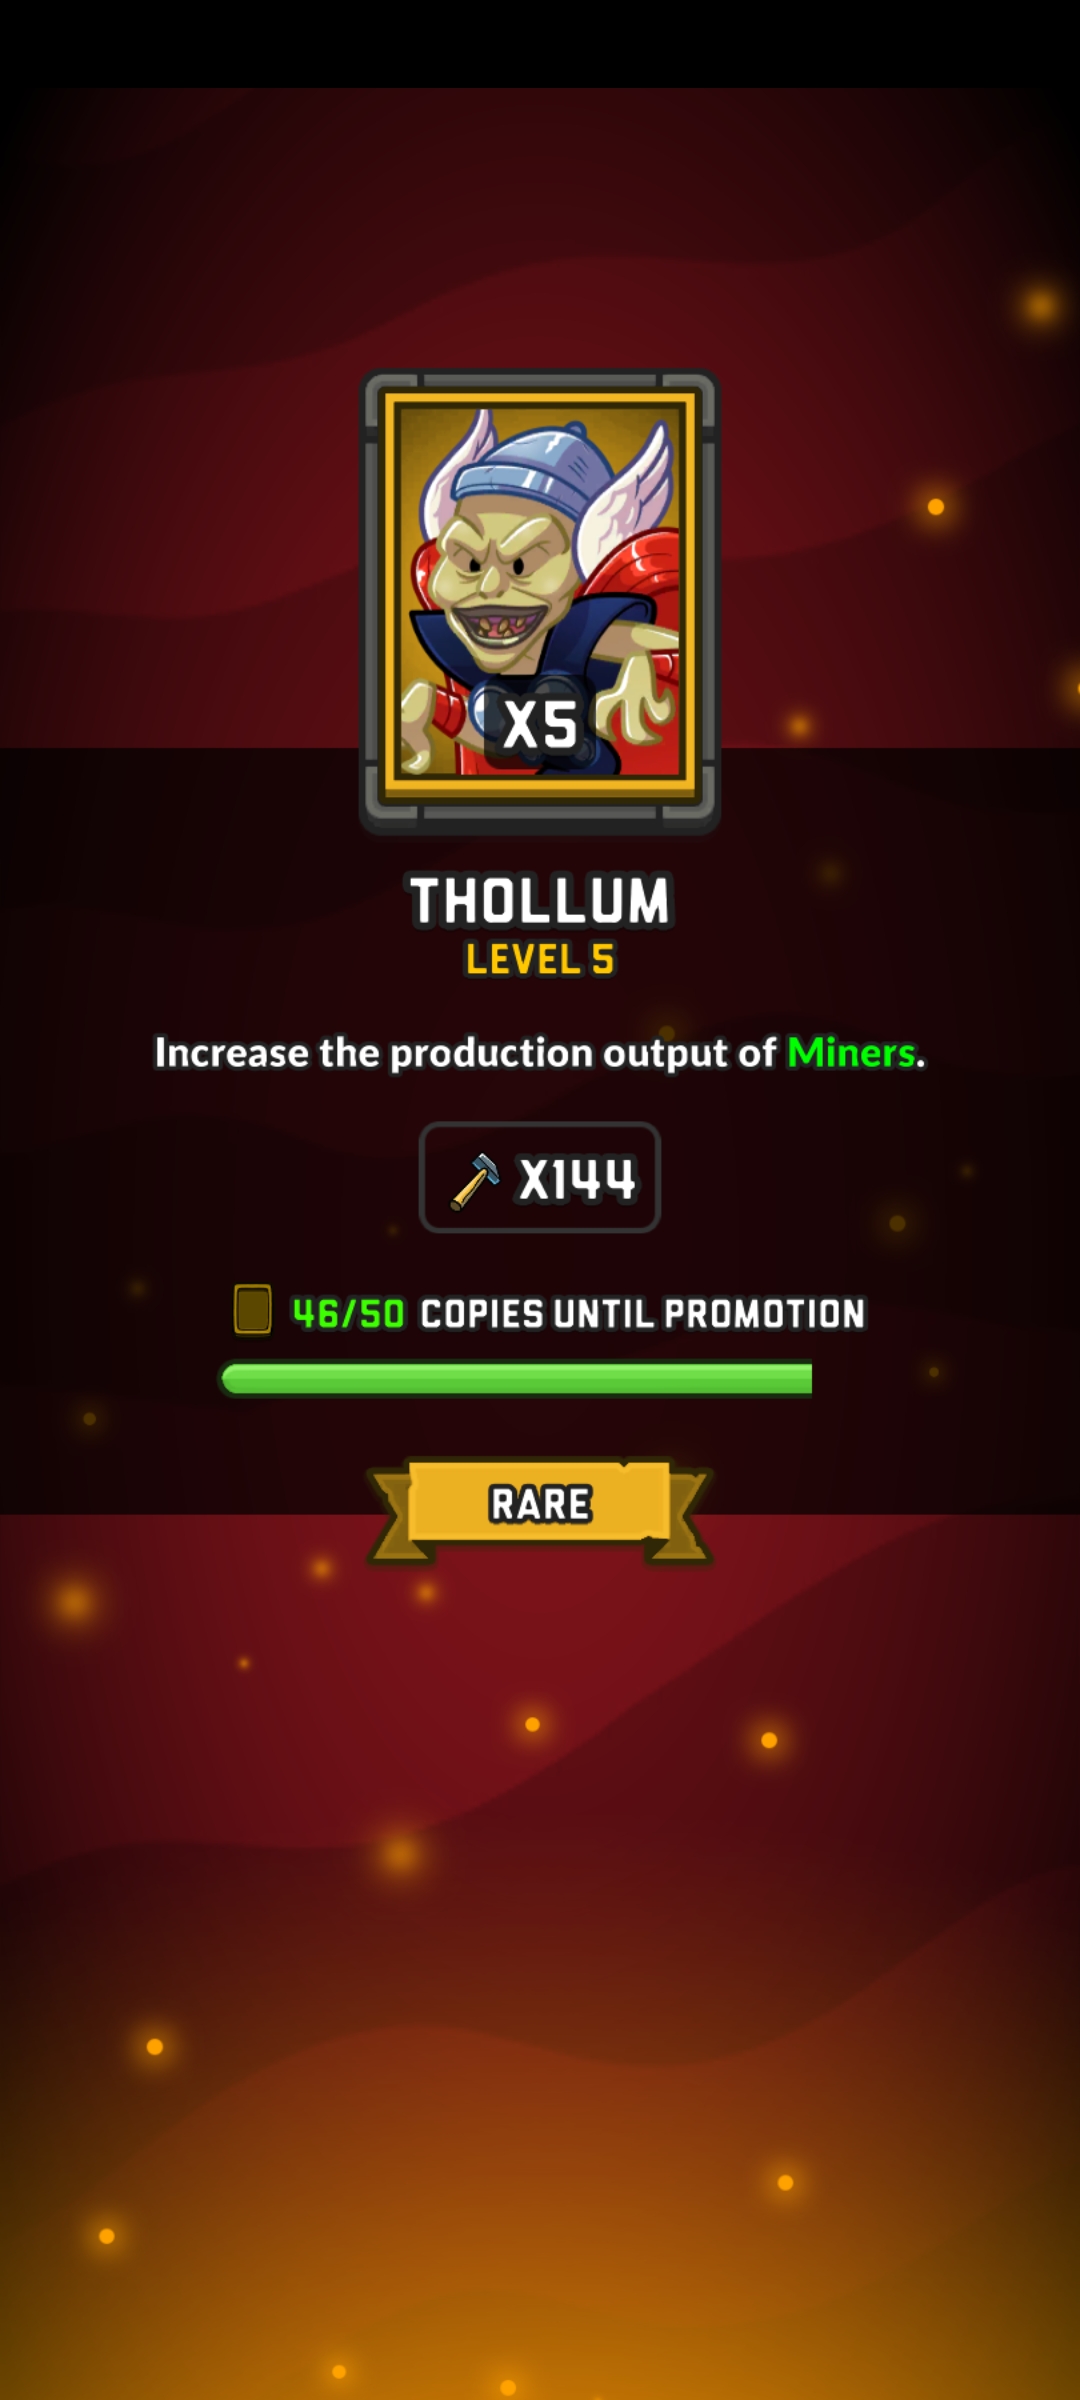 X5
THOLLUM
LEVEL 5
Increase the production output of Miners.
X144
46/50 COPIES UNTIL PROMOTION
RARE